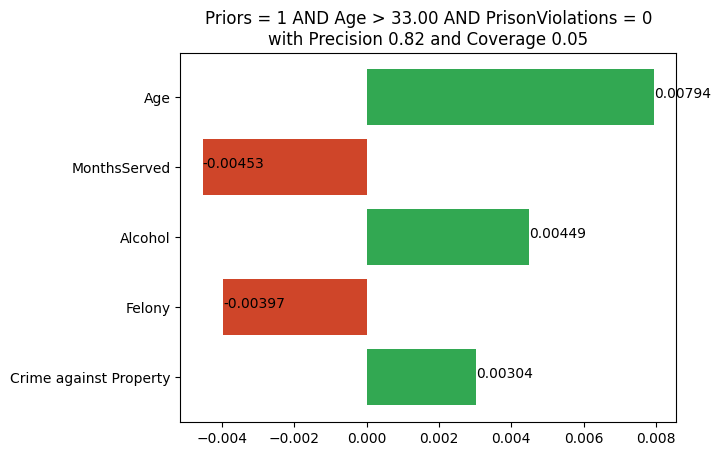 Priors = 1 AND Age > 33.00 AND PrisonViolations = 0
with Precision 0.82 and Coverage 0.05
Age
0.00794
MonthsServed
-0.00453
Alcohol
0.00449
Felony
-0.00397
Crime against Property
0.00304
−0.004 −0.002 0.000 0.002 0.004 0.006 0.008